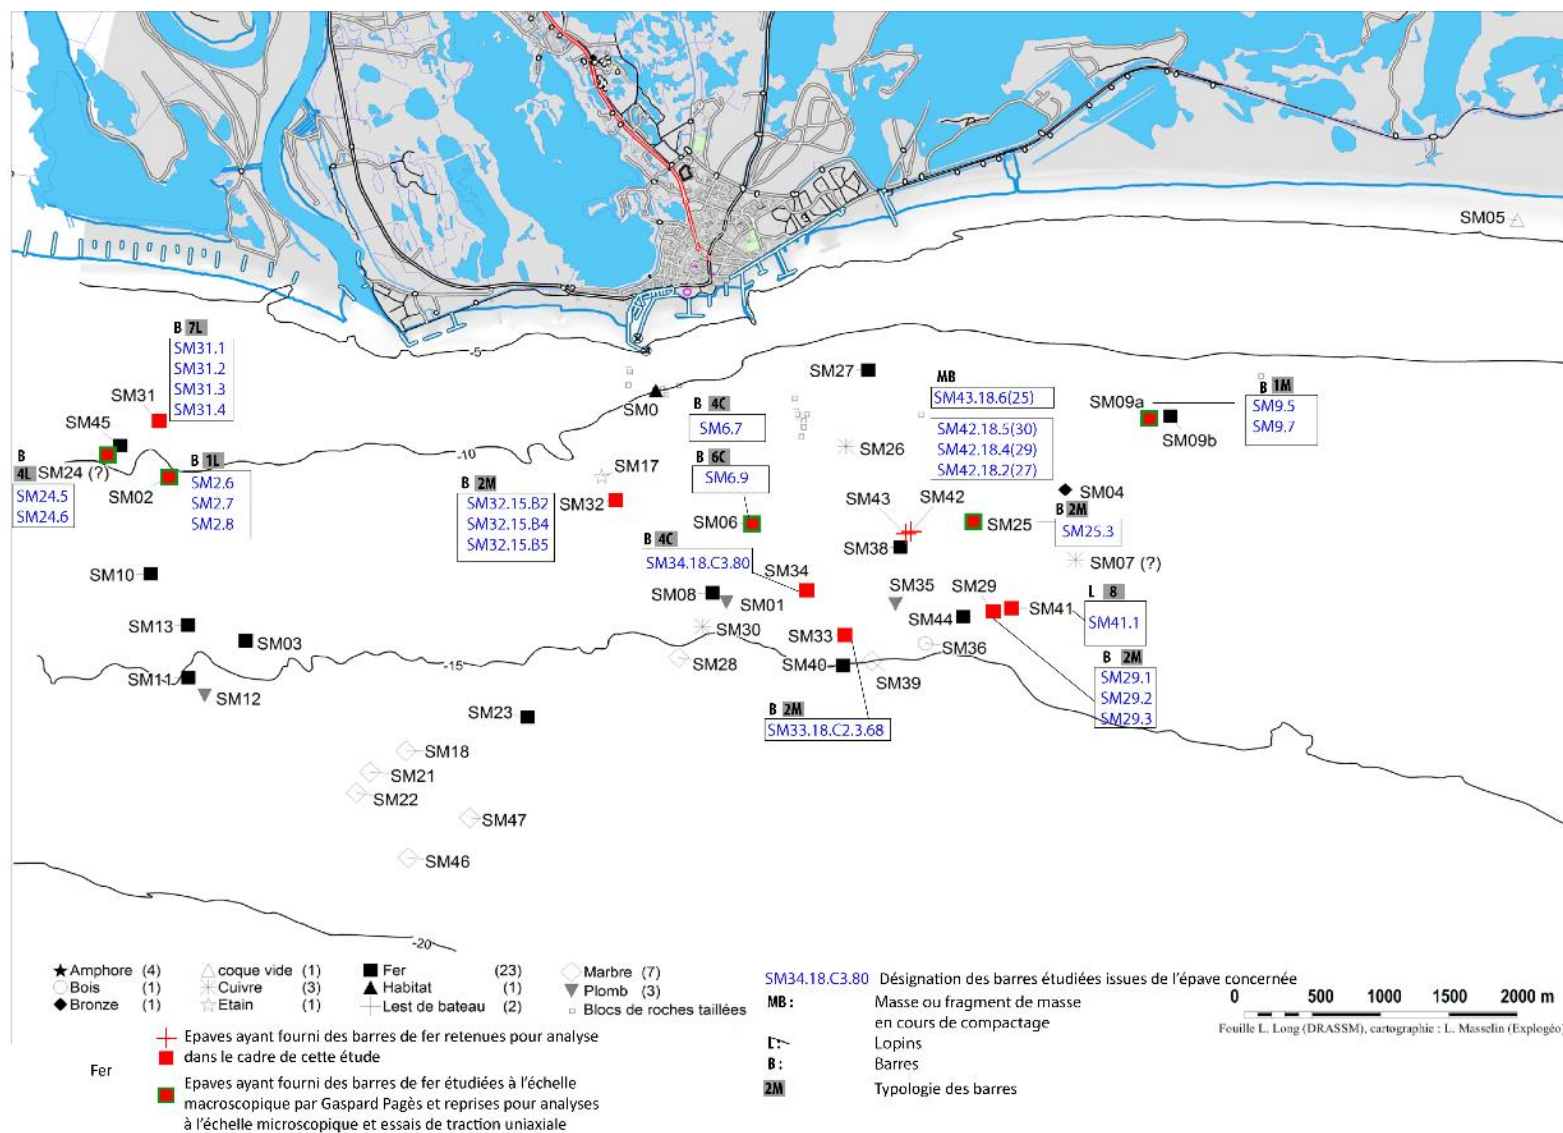 SM05
-5
B 7L
SM31.1
SM31.2
SM31.3
SM31.4
SM31
SM45
B
4L SM24 (?)
SM24.5
SM24.6
SM02
B 1L
SM2.6
SM2.7
SM2.8
-10
SM0
SM17
B 2M
SM32.15.B2
SM32.15.B4
SM32.15.B5
SM32
B 4C
SM6.7
B 6C
SM6.9
SM06
SM27
SM26
MB
SM43.18.6(25)
SM42.18.5(30)
SM42.18.4(29)
SM42.18.2(27)
SM43
SM42
SM38
SM09a
SM09b
B 1M
SM9.5
SM9.7
SM04
SM25
B 2M
SM25.3
SM07 (?)
B 4C
SM34.18.C3.80
SM34
SM08
SM01
SM30
SM28
SM33
SM40
SM39
SM35
SM29
SM44
SM41
SM36
L 8
SM41.1
B 2M
SM29.1
SM29.2
SM29.3
B 2M
SM33.18.C2.3.68
SM10
SM13
SM03
SM11
SM12
-15
SM23
SM18
SM21
SM22
SM47
SM46
-20
Amphore (4)
Bois (1)
Bronze (1)
coque vide (1)
Cuivre (3)
Etain (1)
Fer (23)
Habitat (1)
Lest de bateau (2)
Marbre (7)
Plomb (3)
Blocs de roches taillées
Fer
Epaves ayant fourni des barres de fer retenues pour analyse
dans le cadre de cette étude
Epaves ayant fourni des barres de fer étudiées à l'échelle
macroscopique par Gaspard Pagès et reprises pour analyses
à l'échelle microscopique et essais de traction uniaxiale
SM34.18.C3.80 Désignation des barres étudiées issues de l'épave concernée
MB : Masse ou fragment de masse
en cours de compactage
L : Lopins
B : Barres
2M Typologie des barres
0 500 1000 1500 2000 m
Fouille L. Long (DRASSM), cartographie : L. Masselin (Explogéo)